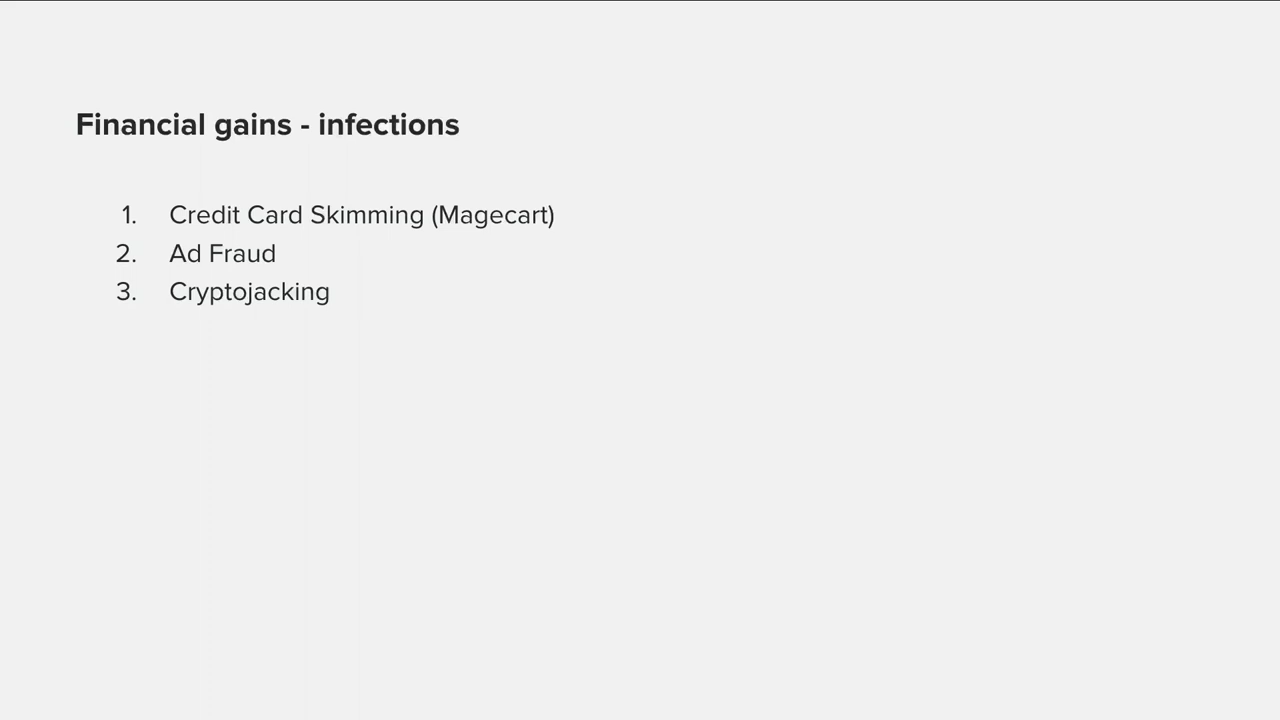 Financial gains - infections
1. Credit Card Skimming (Magecart)
2. Ad Fraud
3. Cryptojacking